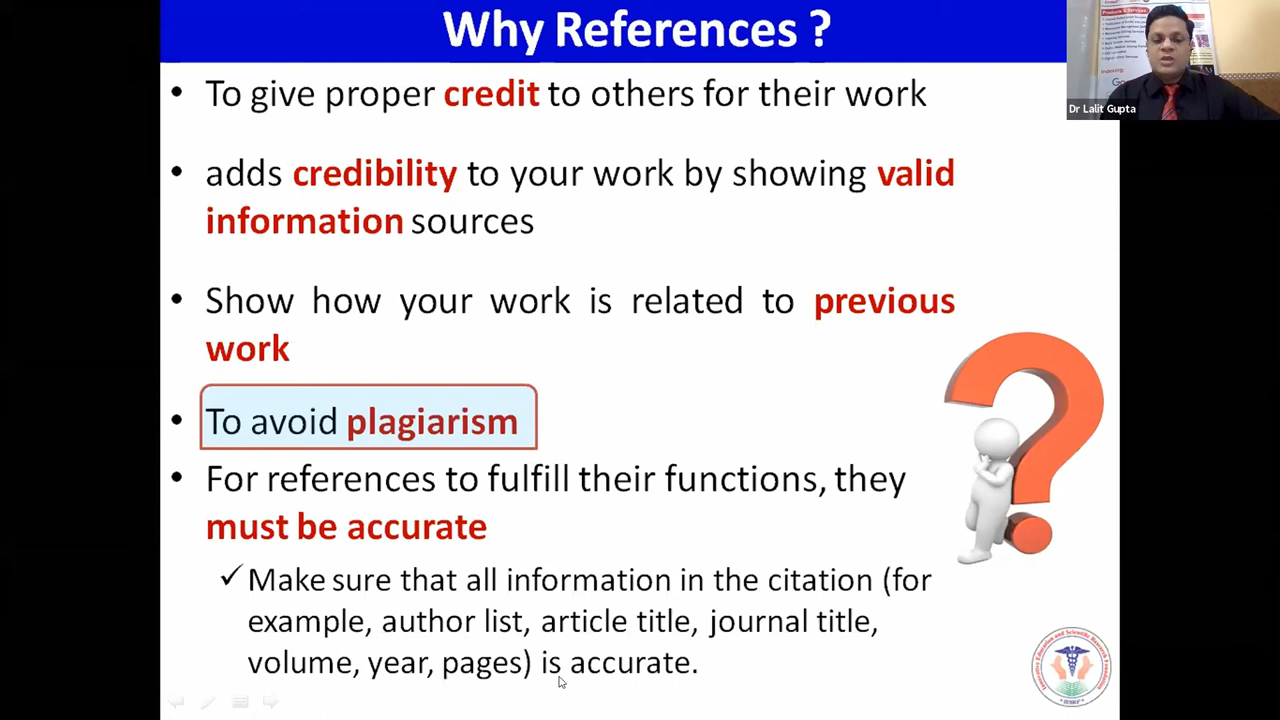 Why References ?
• To give proper credit to others for their work
• adds credibility to your work by showing valid
information sources
• Show how your work is related to previous
work
• To avoid plagiarism
• For references to fulfill their functions, they
must be accurate
✓ Make sure that all information in the citation (for
example, author list, article title, journal title,
volume, year, pages) is accurate.
Dr Lalit Gupta
Products & Services
Indexing